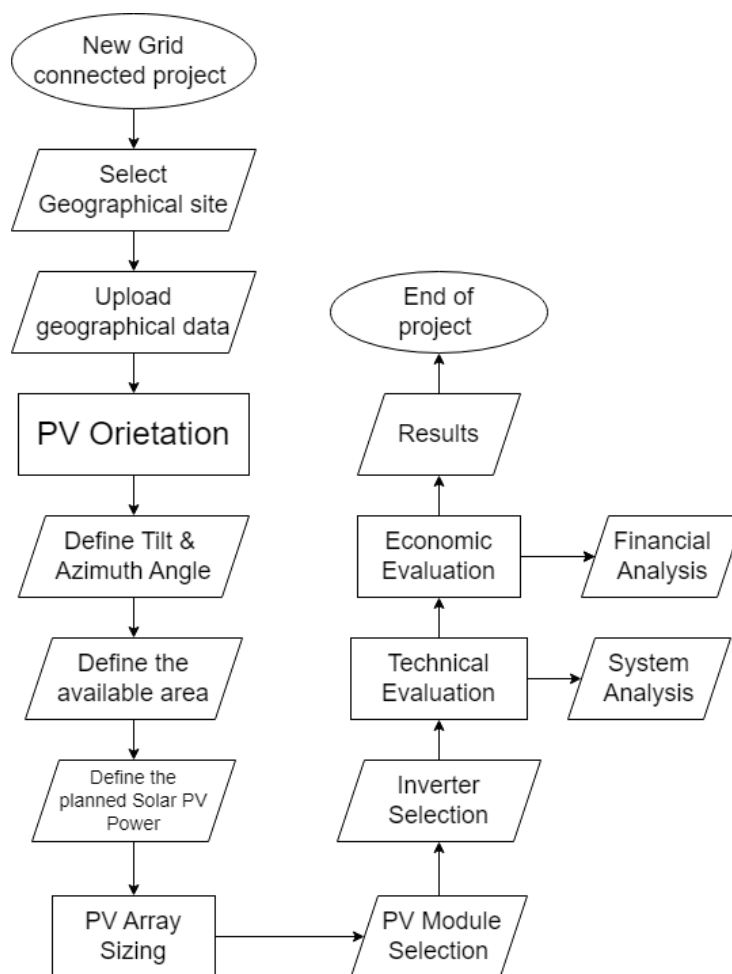 New Grid
connected project
Select
Geographical site
Upload
geographical data
PV Orietation
Define Tilt &
Azimuth Angle
Define the
available area
Define the
planned Solar PV
Power
PV Array
Sizing
PV Module
Selection
Inverter
Selection
Technical
Evaluation
System
Analysis
Economic
Evaluation
Financial
Analysis
Results
End of
project